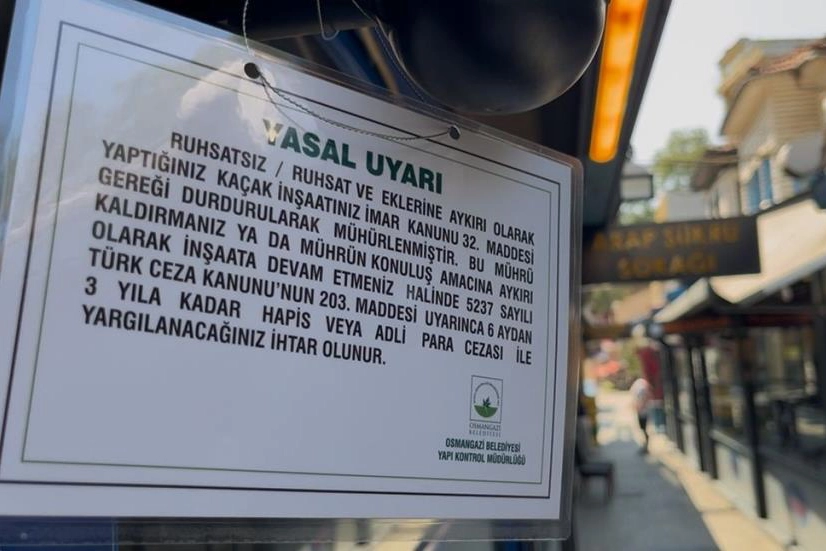 YASAL UYARI
RUHSATSIZ / RUHSAT VE EKLERİNE AYKIRI OLARAK
YAPTIĞINIZ KAÇAK İNŞAATINIZ İMAR KANUNU 32. MADDESİ
GEREĞİ DURDURULARAK MÜHÜRLENMİŞTİR. BU MÜHRÜ
KALDIRMANIZ YA DA MÜHRÜN KONULUŞ AMACINA AYKIRI
OLARAK İNŞAATA DEVAM ETMENİZ HALİNDE 5237 SAYILI
TÜRK CEZA KANUNU'NUN 203. MADDESİ UYARINCA 6 AYDAN
3 YILA KADAR HAPİS VEYA ADLİ PARA CEZASI İLE
YARGILANACAĞINIZ İHTAR OLUNUR.
OSMANGAZİ
BELEDİYESİ
OSMANGAZİ BELEDİYESİ
YAPI KONTROL MÜDÜRLÜĞÜ
ARAP ŞÜKRÜ
SOKAĞI